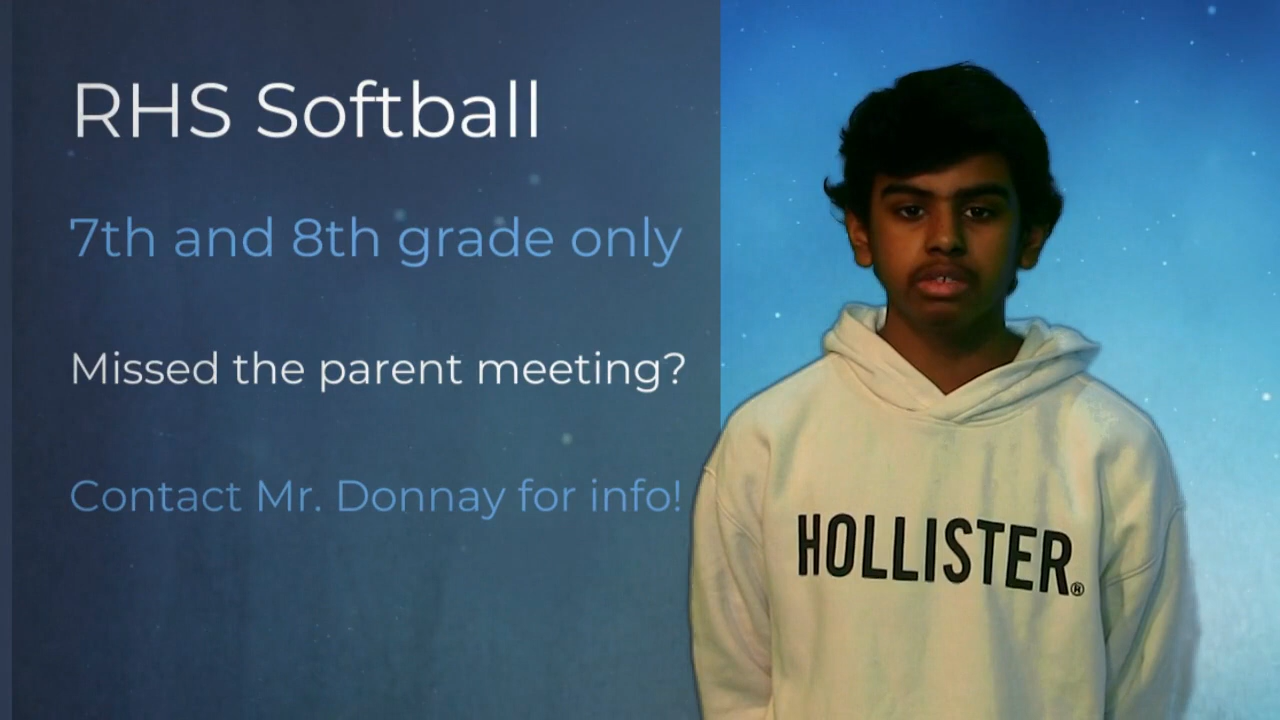 RHS Softball
7th and 8th grade only
Missed the parent meeting?
Contact Mr. Donnay for info!
HOLLISTER®